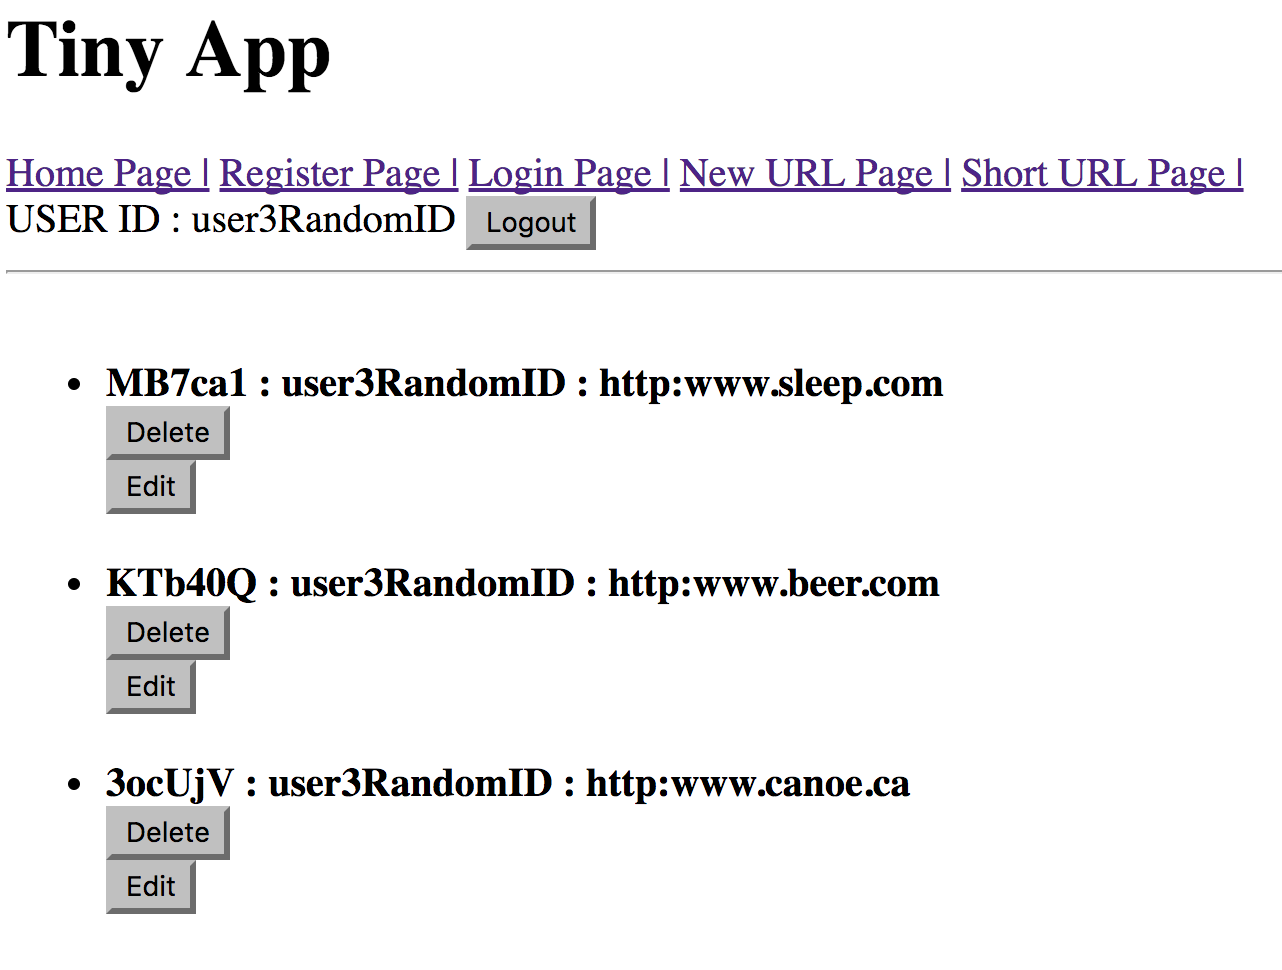 Tiny App
Home Page | Register Page | Login Page | New URL Page | Short URL Page |
USER ID : user3RandomID Logout
MB7ca1 : user3RandomID : http:www.sleep.com
Delete
Edit
KTb40Q : user3RandomID : http:www.beer.com
Delete
Edit
3ocUjV : user3RandomID : http:www.canoe.ca
Delete
Edit